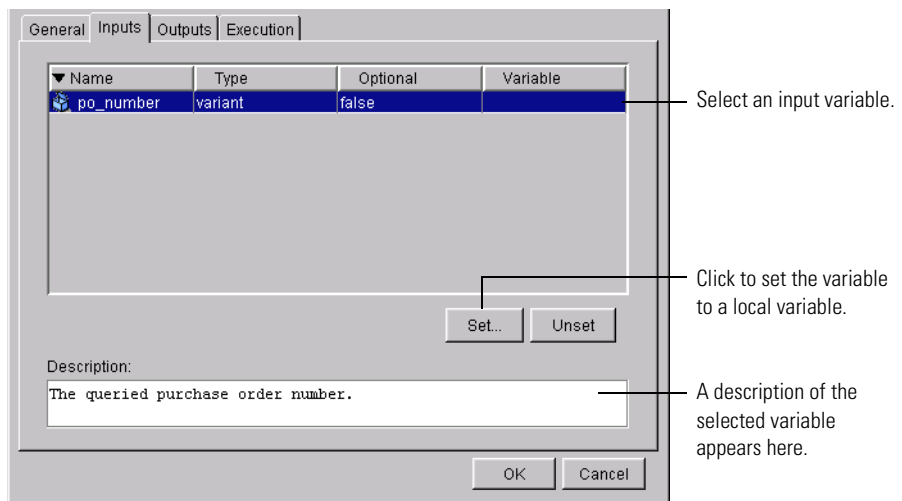 General Inputs Outputs Execution
Name Type Optional Variable
po_number variant false
Select an input variable.
Click to set the variable
to a local variable.
Set... Unset
Description:
The queried purchase order number.
A description of the
selected variable
appears here.
OK Cancel